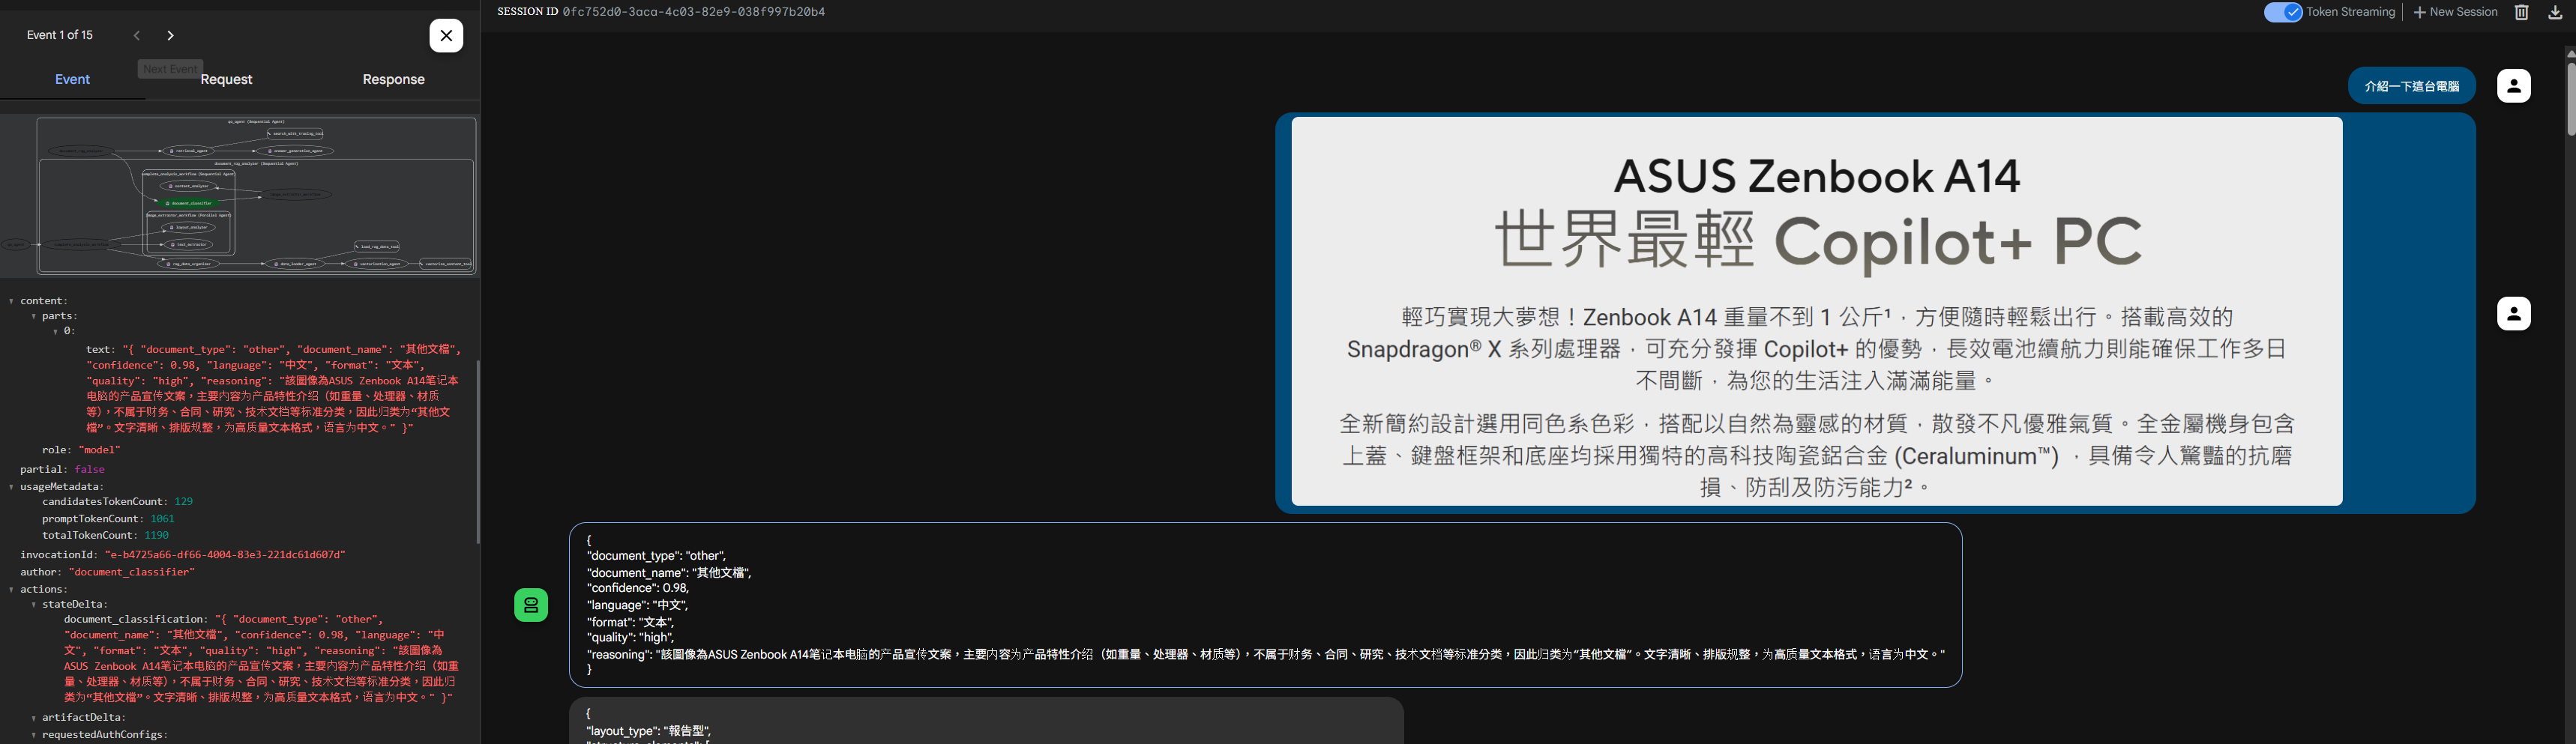 SESSION ID 0fc752d0-3aca-4c03-82e9-038f997b20b4
Token Streaming
New Session
Event 1 of 15
Next Event
Event
Request
Response
qa_agent (Sequential Agent)
search_with_tracing_tool
retrieval_agent
answer_generation_agent
document_rag_analyzer (Sequential Agent)
complete_analysis_workflow (Sequential Agent)
content_analyzer
document_classifier
image_extractor_workflow (Parallel Agent)
layout_analyzer
text_extractor
load_rag_data_tool
rag_data_organizer
data_loader_agent
vectorization_agent
vectorize_content_tool
content:
parts:
0:
text: "{ "document_type": "other", "document_name": "其他文檔",
"confidence": 0.98, "language": "中文", "format": "文本",
"quality": "high", "reasoning": "該圖像為ASUS Zenbook A14笔记本
电脑的产品宣传文案，主要内容为产品特性介绍（如重量、处理器、材质
等），不属于财务、合同、研究、技术文档等标准分类，因此归类为“其他文
檔”。文字清晰、排版规整，为高质量文本格式，语言为中文。" }"
role: "model"
partial: false
usageMetadata:
candidatesTokenCount: 129
promptTokenCount: 1061
totalTokenCount: 1190
invocationId: "e-b4725a66-df66-4004-83e3-221dc61d607d"
author: "document_classifier"
actions:
stateDelta:
document_classification: "{ "document_type": "other",
"document_name": "其他文檔", "confidence": 0.98, "language": "中
文", "format": "文本", "quality": "high", "reasoning": "該圖像為
ASUS Zenbook A14笔记本电脑的产品宣传文案，主要内容为产品特性介绍（如重
量、处理器、材质等），不属于财务、合同、研究、技术文档等标准分类，因此归
类为“其他文檔”。文字清晰、排版规整，为高质量文本格式，语言为中文。" }"
artifactDelta:
requestedAuthConfigs:
介紹一下這台電腦
ASUS Zenbook A14
世界最輕 Copilot+ PC
輕巧實現大夢想！Zenbook A14 重量不到 1 公斤¹，方便隨時輕鬆出行。搭載高效的
Snapdragon® X 系列處理器，可充分發揮 Copilot+ 的優勢，長效電池續航力則能確保工作多日
不間斷，為您的生活注入滿滿能量。
全新簡約設計選用同色系色彩，搭配以自然為靈感的材質，散發不凡優雅氣質。全金屬機身包含
上蓋、鍵盤框架和底座均採用獨特的高科技陶瓷鋁合金 (Ceraluminum™)，具備令人驚豔的抗磨
損、防刮及防污能力²。
{
"document_type": "other",
"document_name": "其他文檔",
"confidence": 0.98,
"language": "中文",
"format": "文本",
"quality": "high",
"reasoning": "該圖像為ASUS Zenbook A14笔记本电脑的产品宣传文案，主要内容为产品特性介绍（如重量、处理器、材质等），不属于财务、合同、研究、技术文档等标准分类，因此归类为“其他文檔”。文字清晰、排版规整，为高质量文本格式，语言为中文。"
}
{
"layout_type": "報告型",